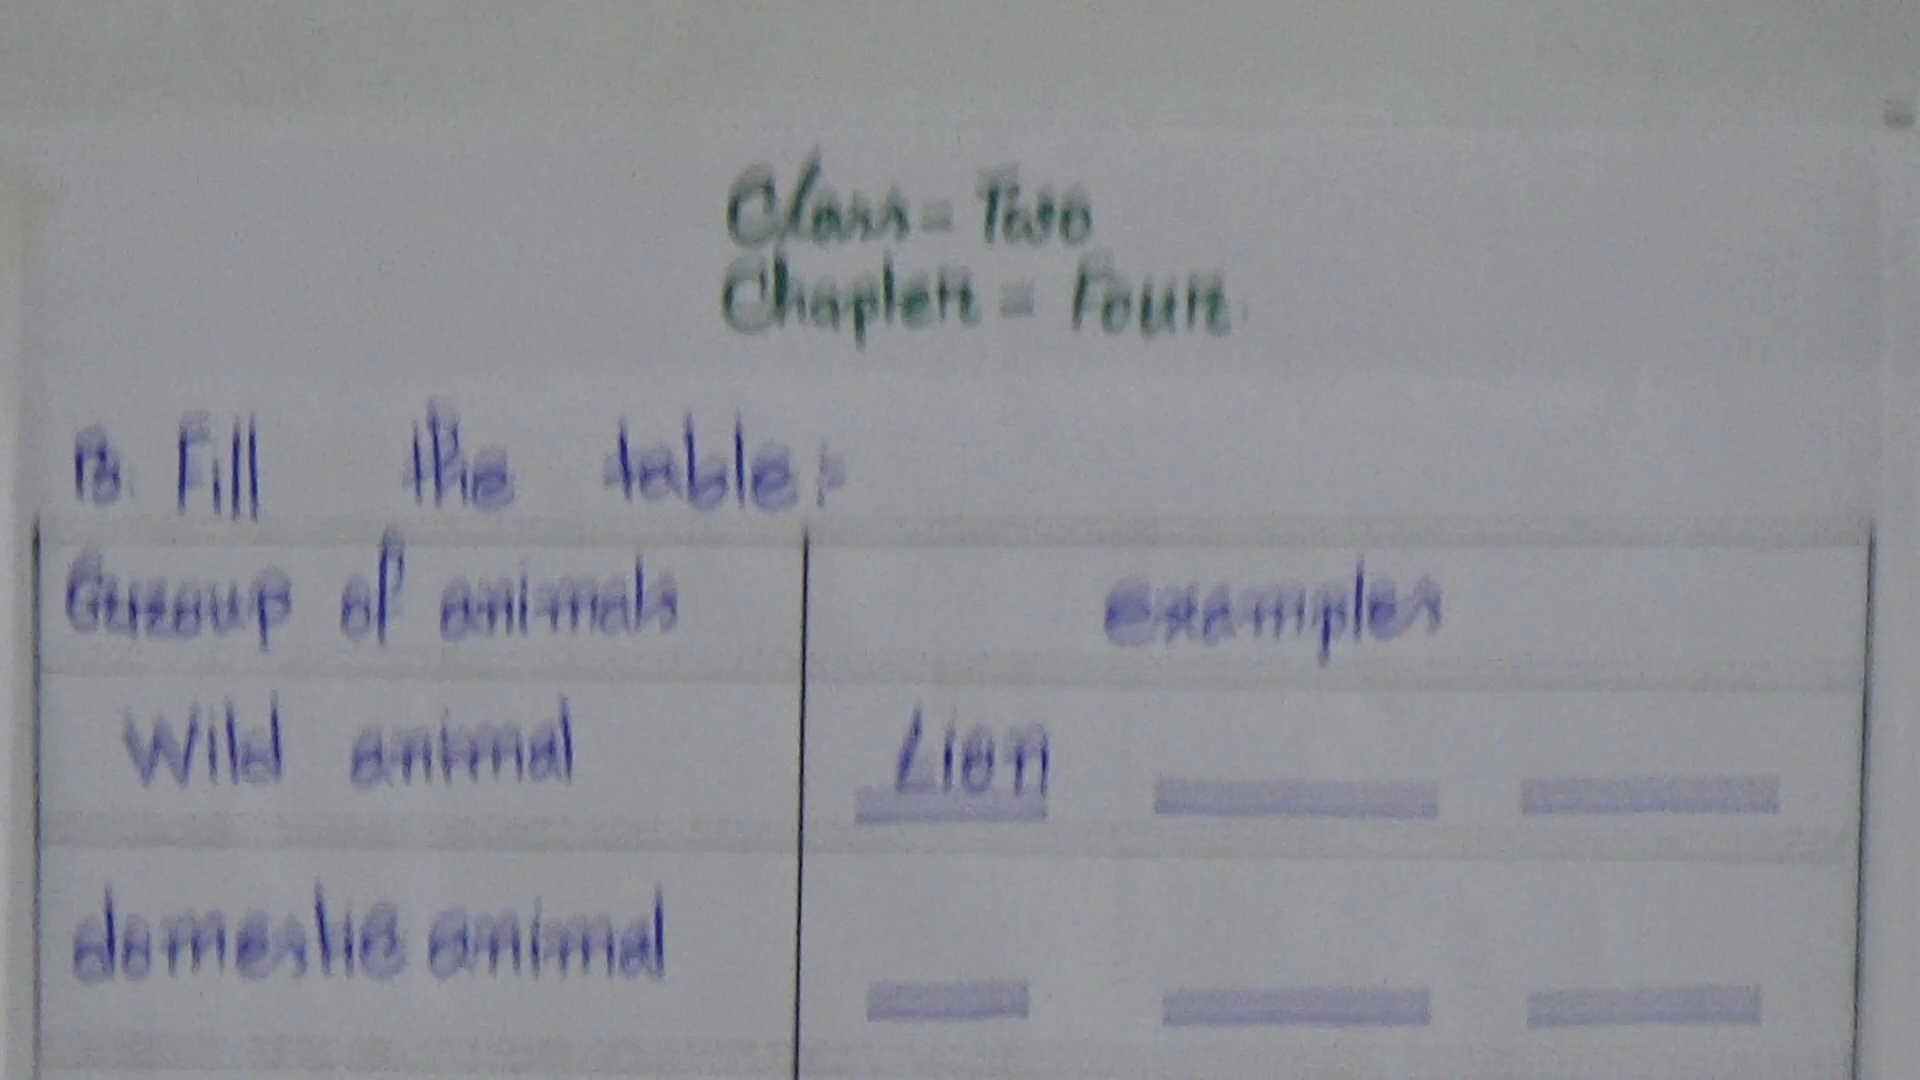 Class = Two
Chapter = Four
B. Fill the table:
Group of animals examples
Wild animal Lion
domestic animal